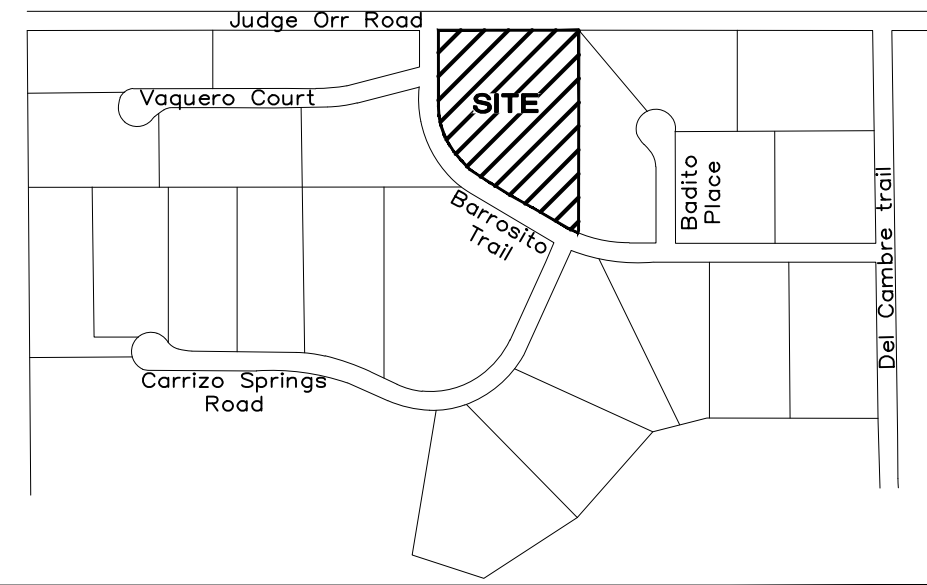 Judge Orr Road
Vaquero Court
SITE
Badito
Place
Barrosito
Trail
Del Cambre trail
Carrizo Springs
Road